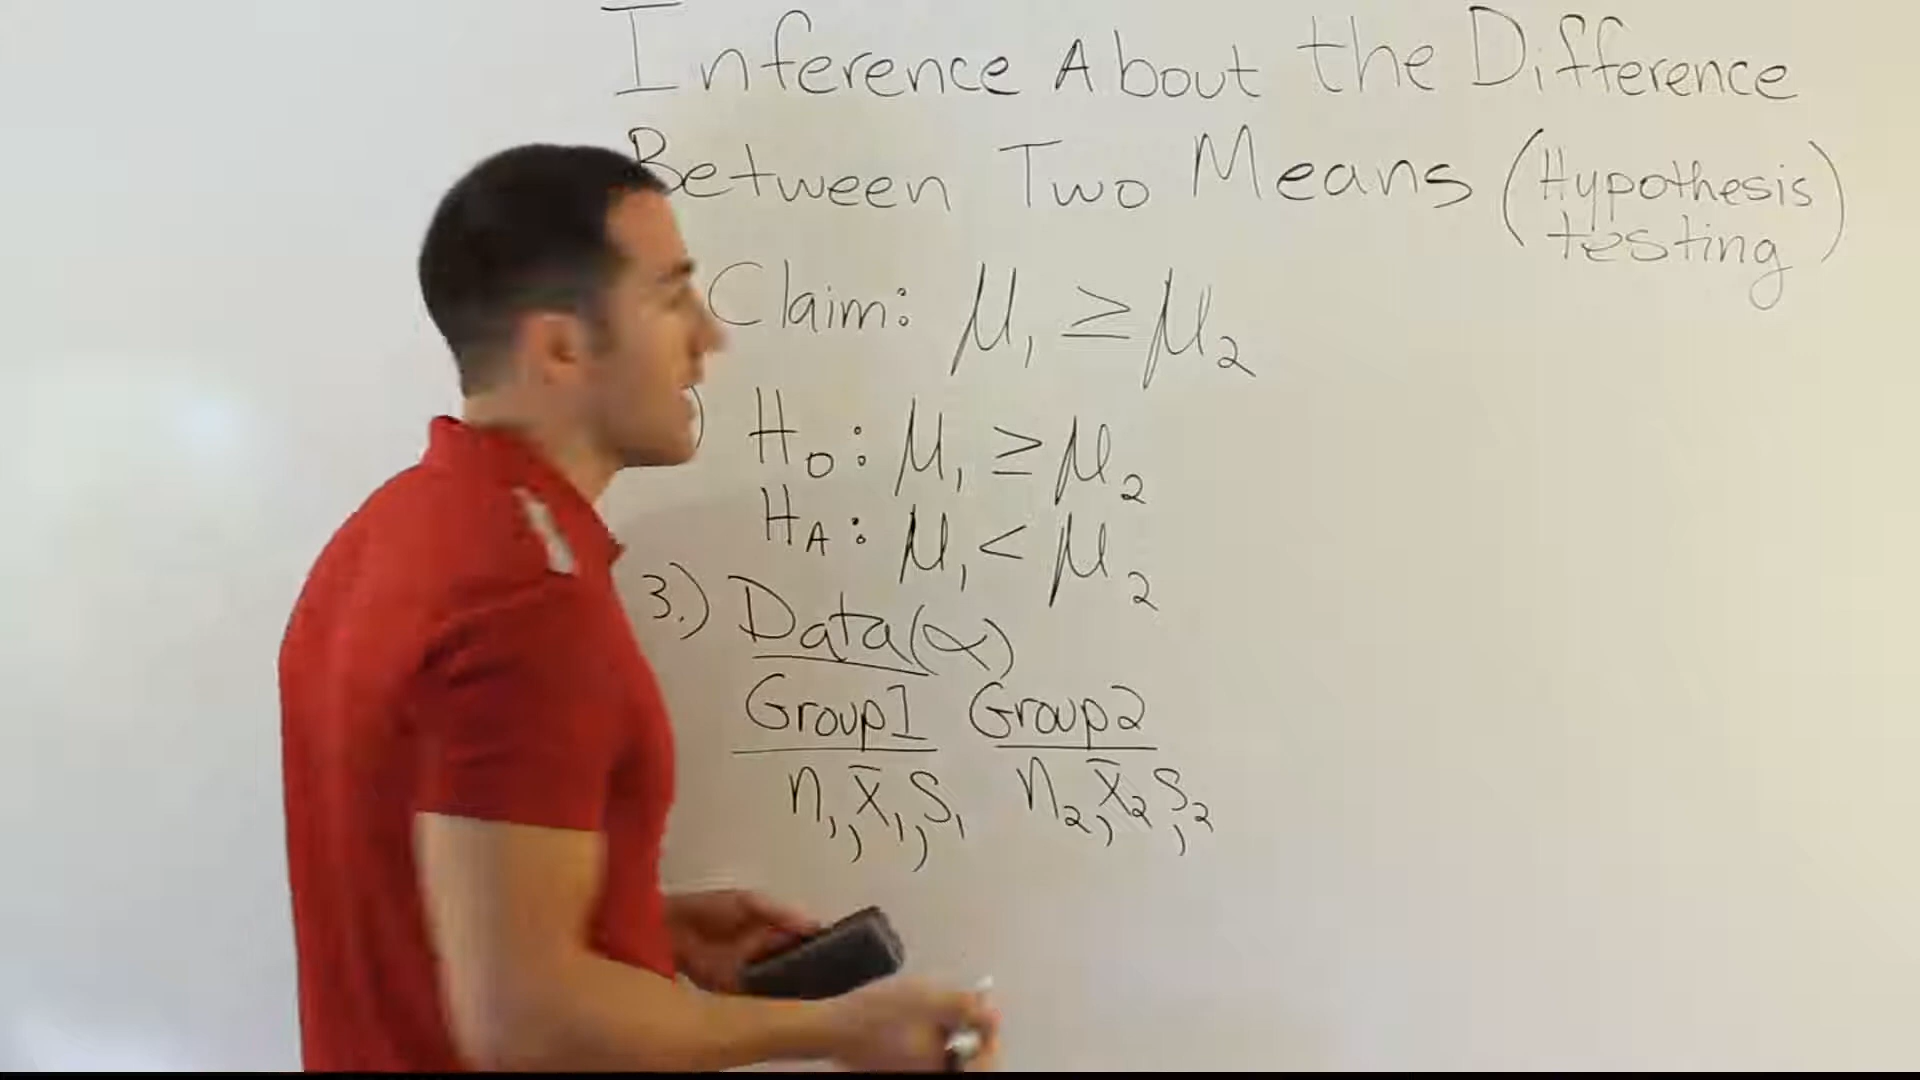 Inference About the Difference
Between Two Means (Hypothesis testing)
Claim: μ₁ ≥ μ₂
) H₀: μ₁ ≥ μ₂
H_A: μ₁ < μ₂
3.) Data(α)
Group1 Group2
n₁, x̄₁, s₁ n₂, x̄₂, s₂